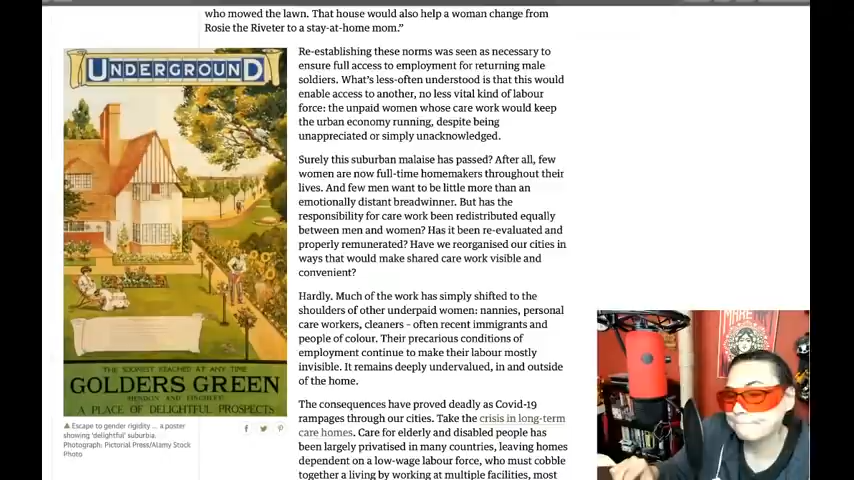 who mowed the lawn. That house would also help a woman change from
Rosie the Riveter to a stay-at-home mom.”
UNDERGROUND
THE SOONEST REACHED AT ANY TIME
GOLDERS GREEN
HENDON AND FINCHLEY
A PLACE OF DELIGHTFUL PROSPECTS
▲ Escape to gender rigidity ... a poster
showing ‘delightful’ suburbia.
Photograph: Pictorial Press/Alamy Stock
Photo
Re-establishing these norms was seen as necessary to
ensure full access to employment for returning male
soldiers. What’s less-often understood is that this would
enable access to another, no less vital kind of labour
force: the unpaid women whose care work would keep
the urban economy running, despite being
unappreciated or simply unacknowledged.
Surely this suburban malaise has passed? After all, few
women are now full-time homemakers throughout their
lives. And few men want to be little more than an
emotionally distant breadwinner. But has the
responsibility for care work been redistributed equally
between men and women? Has it been re-evaluated and
properly remunerated? Have we reorganised our cities in
ways that would make shared care work visible and
convenient?
Hardly. Much of the work has simply shifted to the
shoulders of other underpaid women: nannies, personal
care workers, cleaners – often recent immigrants and
people of colour. Their precarious conditions of
employment continue to make their labour mostly
invisible. It remains deeply undervalued, in and outside
of the home.
The consequences have proved deadly as Covid-19
rampages through our cities. Take the crisis in long-term
care homes. Care for elderly and disabled people has
been largely privatised in many countries, leaving homes
dependent on a low-wage labour force, who must cobble
together a living by working at multiple facilities, most
MAKE